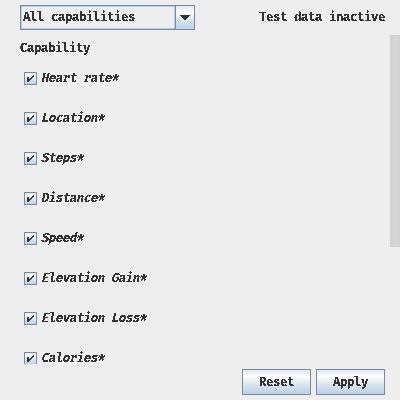 All capabilities
Test data inactive
Capability
Heart rate*
Location*
Steps*
Distance*
Speed*
Elevation Gain*
Elevation Loss*
Calories*
Reset
Apply